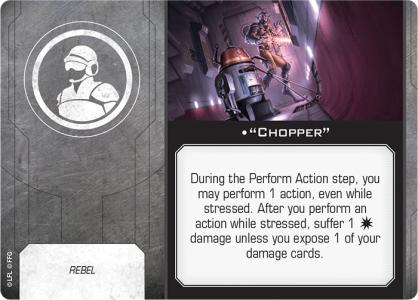 •"CHOPPER"
During the Perform Action step, you
may perform 1 action, even while
stressed. After you perform an
action while stressed, suffer 1
damage unless you expose 1 of your
damage cards.
REBEL
© LFL © FFG